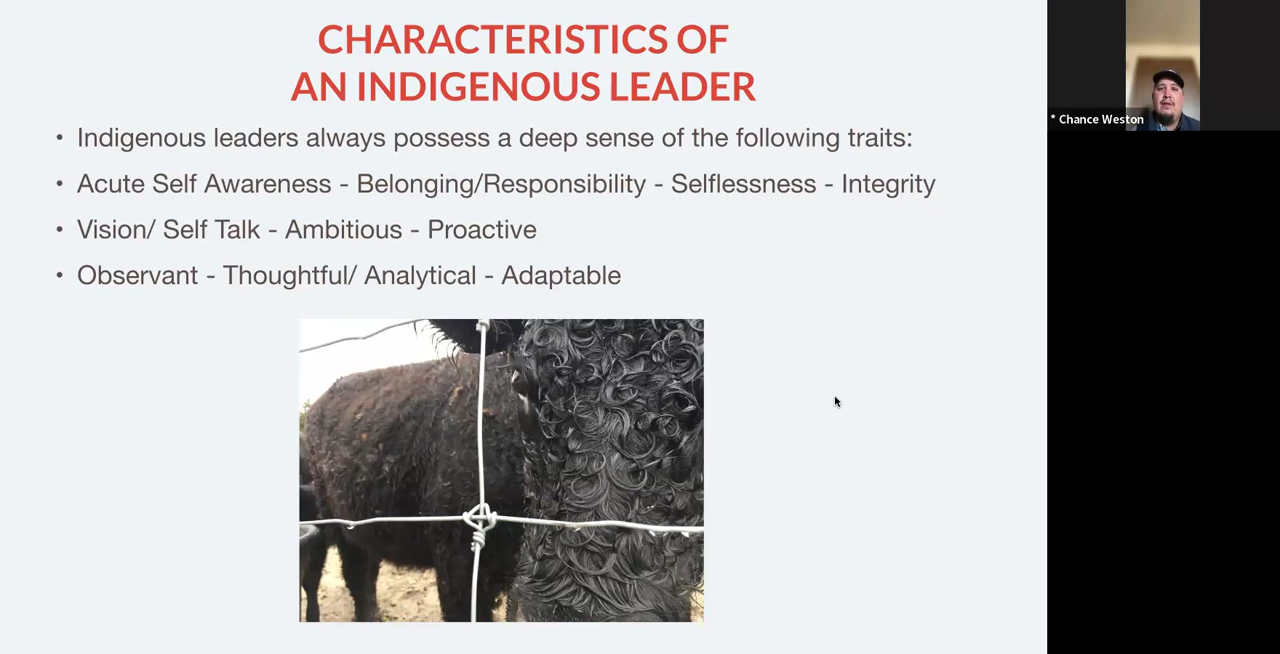 CHARACTERISTICS OF
AN INDIGENOUS LEADER
• Indigenous leaders always possess a deep sense of the following traits:
• Acute Self Awareness - Belonging/Responsibility - Selflessness - Integrity
• Vision/ Self Talk - Ambitious - Proactive
• Observant - Thoughtful/ Analytical - Adaptable
* Chance Weston